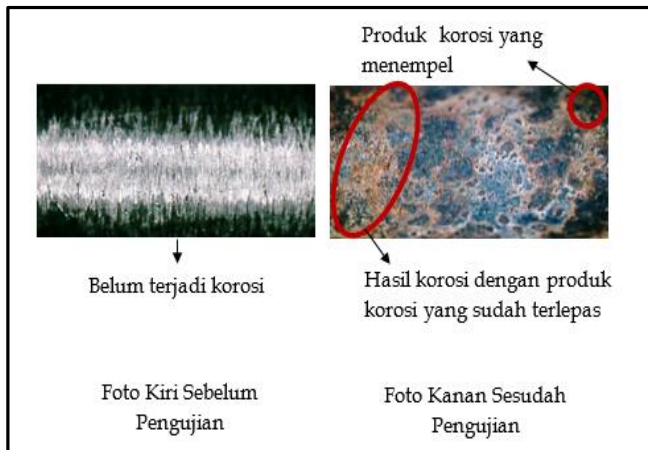 Produk korosi yang
menempel
Belum terjadi korosi
Hasil korosi dengan produk
korosi yang sudah terlepas
Foto Kiri Sebelum
Pengujian
Foto Kanan Sesudah
Pengujian